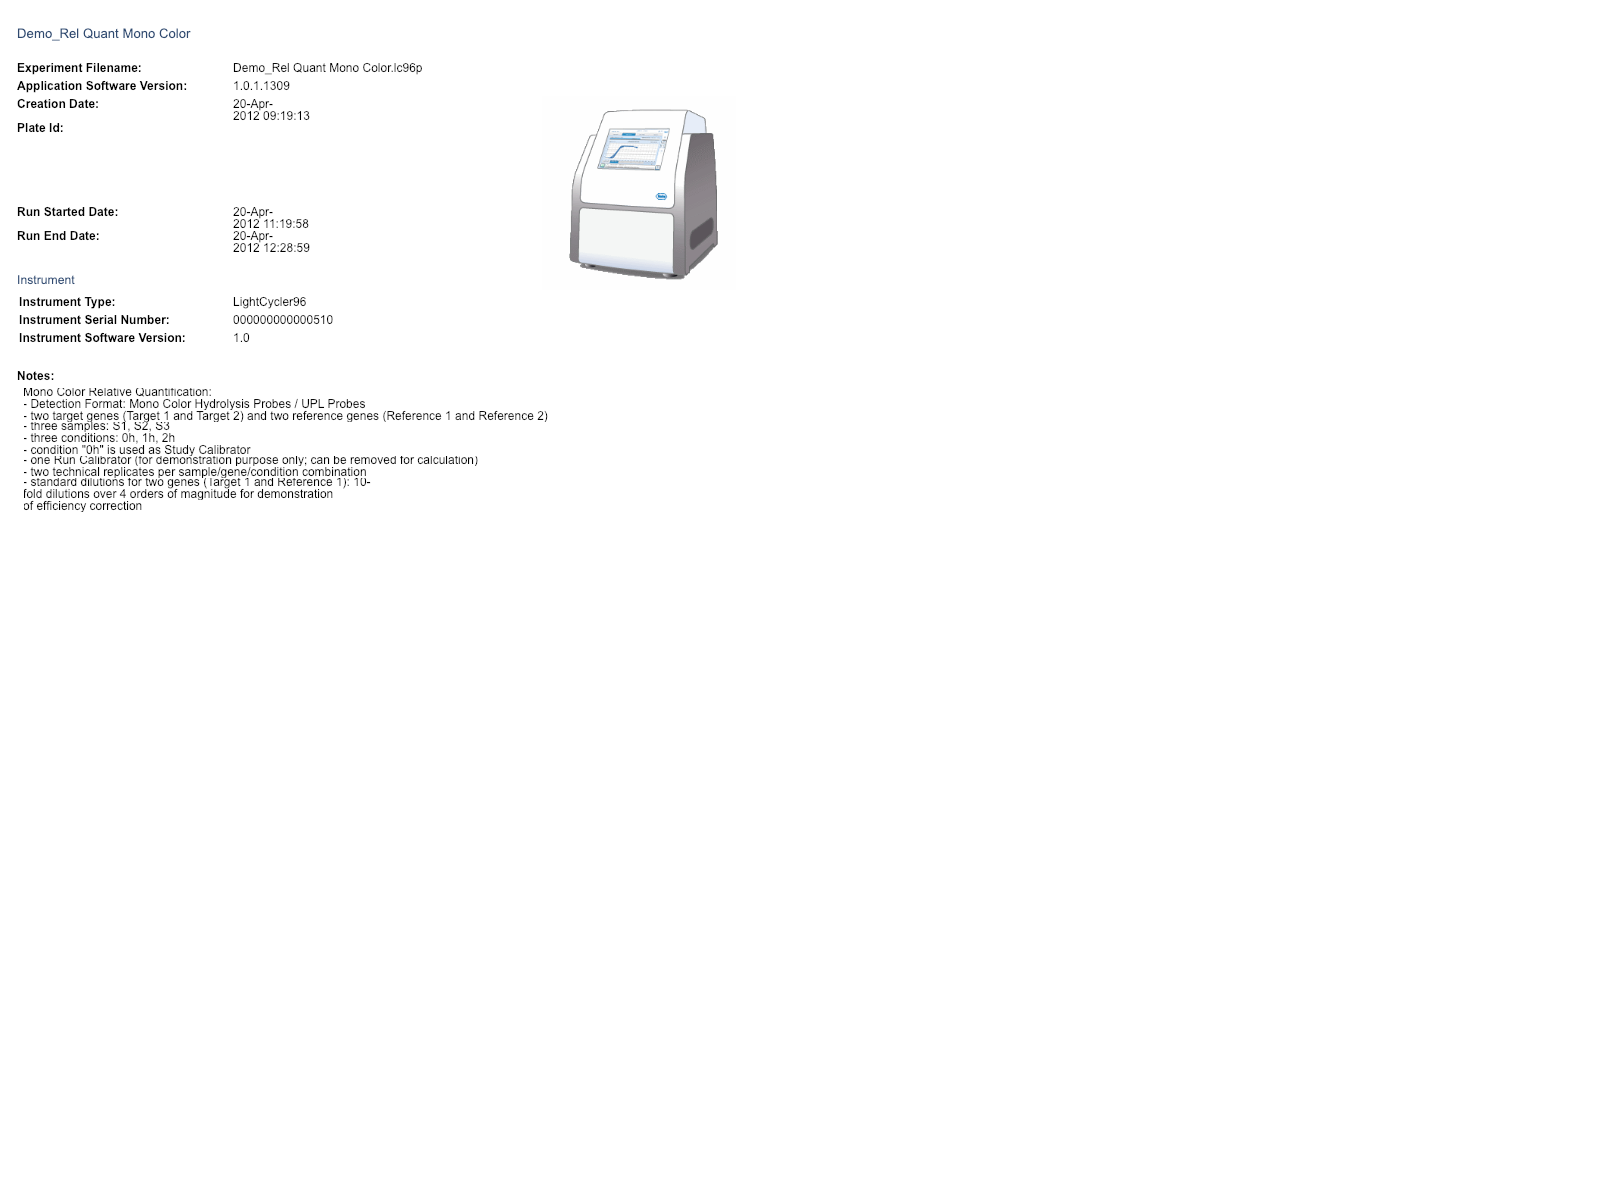 Demo_Rel Quant Mono Color
Experiment Filename: Demo_Rel Quant Mono Color.lc96p
Application Software Version: 1.0.1.1309
Creation Date: 20-Apr-
2012 09:19:13
Plate Id:
Run Started Date: 20-Apr-
2012 11:19:58
Run End Date: 20-Apr-
2012 12:28:59
Instrument
Instrument Type: LightCycler96
Instrument Serial Number: 000000000000510
Instrument Software Version: 1.0
Notes:
Mono Color Relative Quantification:
- Detection Format: Mono Color Hydrolysis Probes / UPL Probes
- two target genes (Target 1 and Target 2) and two reference genes (Reference 1 and Reference 2)
- three samples: S1, S2, S3
- three conditions: 0h, 1h, 2h
- condition "0h" is used as Study Calibrator
- one Run Calibrator (for demonstration purpose only; can be removed for calculation)
- two technical replicates per sample/gene/condition combination
- standard dilutions for two genes (Target 1 and Reference 1): 10-
fold dilutions over 4 orders of magnitude for demonstration
of efficiency correction